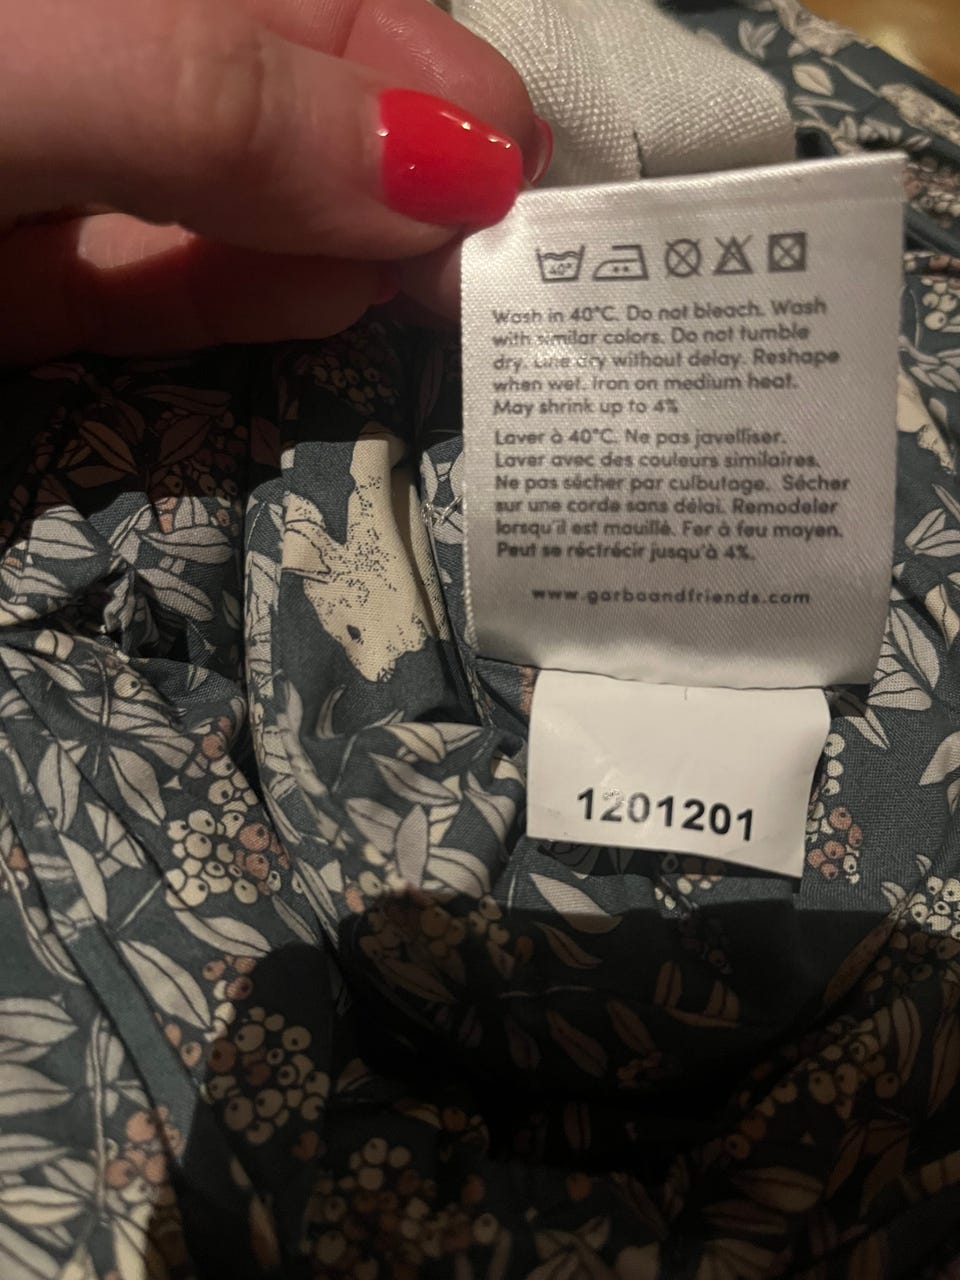 40°
Wash in 40°C. Do not bleach. Wash
with similar colors. Do not tumble
dry. Line dry without delay. Reshape
when wet. Iron on medium heat.
May shrink up to 4%
Laver à 40°C. Ne pas javelliser.
Laver avec des couleurs similaires.
Ne pas sécher par culbutage. Sécher
sur une corde sans délai. Remodeler
lorsqu'il est mouillé. Fer à feu moyen.
Peut se réctrécir jusqu'à 4%.
www.garboandfriends.com
1201201